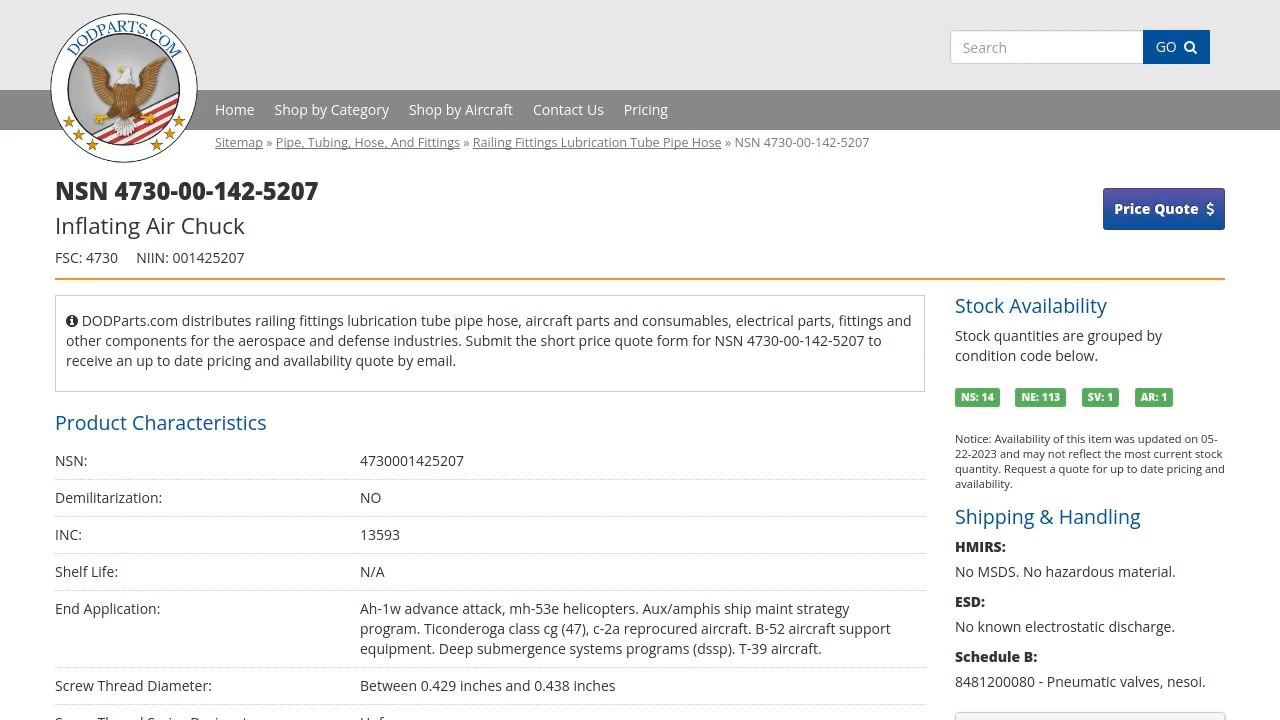 DODPARTS.COM
Search
GO
Home Shop by Category Shop by Aircraft Contact Us Pricing
Sitemap » Pipe, Tubing, Hose, And Fittings » Railing Fittings Lubrication Tube Pipe Hose » NSN 4730-00-142-5207
NSN 4730-00-142-5207
Inflating Air Chuck
FSC: 4730 NIIN: 001425207
Price Quote $
DODParts.com distributes railing fittings lubrication tube pipe hose, aircraft parts and consumables, electrical parts, fittings and
other components for the aerospace and defense industries. Submit the short price quote form for NSN 4730-00-142-5207 to
receive an up to date pricing and availability quote by email.
Product Characteristics
NSN: 4730001425207
Demilitarization: NO
INC: 13593
Shelf Life: N/A
End Application: Ah-1w advance attack, mh-53e helicopters. Aux/amphis ship maint strategy
program. Ticonderoga class cg (47), c-2a reprocured aircraft. B-52 aircraft support
equipment. Deep submergence systems programs (dssp). T-39 aircraft.
Screw Thread Diameter: Between 0.429 inches and 0.438 inches
Stock Availability
Stock quantities are grouped by
condition code below.
NS: 14 NE: 113 SV: 1 AR: 1
Notice: Availability of this item was updated on 05-
22-2023 and may not reflect the most current stock
quantity. Request a quote for up to date pricing and
availability.
Shipping & Handling
HMIRS:
No MSDS. No hazardous material.
ESD:
No known electrostatic discharge.
Schedule B:
8481200080 - Pneumatic valves, nesoi.